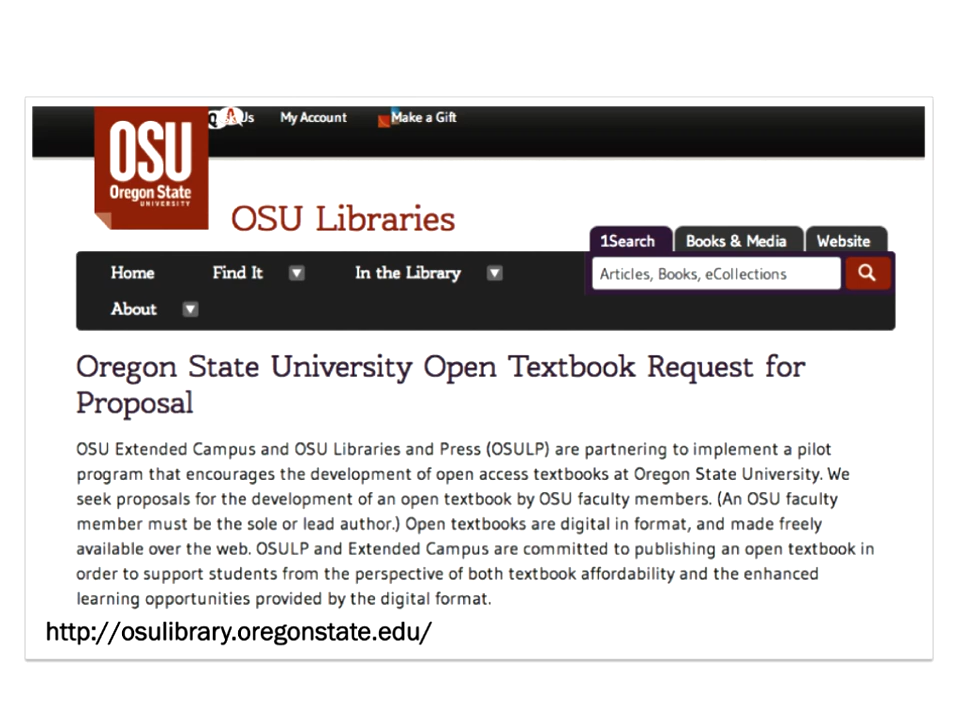 Ask Us My Account Make a Gift
OSU
Oregon State
UNIVERSITY
OSU Libraries
1Search Books & Media Website
Home Find It In the Library
Articles, Books, eCollections
About
Oregon State University Open Textbook Request for
Proposal
OSU Extended Campus and OSU Libraries and Press (OSULP) are partnering to implement a pilot
program that encourages the development of open access textbooks at Oregon State University. We
seek proposals for the development of an open textbook by OSU faculty members. (An OSU faculty
member must be the sole or lead author.) Open textbooks are digital in format, and made freely
available over the web. OSULP and Extended Campus are committed to publishing an open textbook in
order to support students from the perspective of both textbook affordability and the enhanced
learning opportunities provided by the digital format.
http://osulibrary.oregonstate.edu/